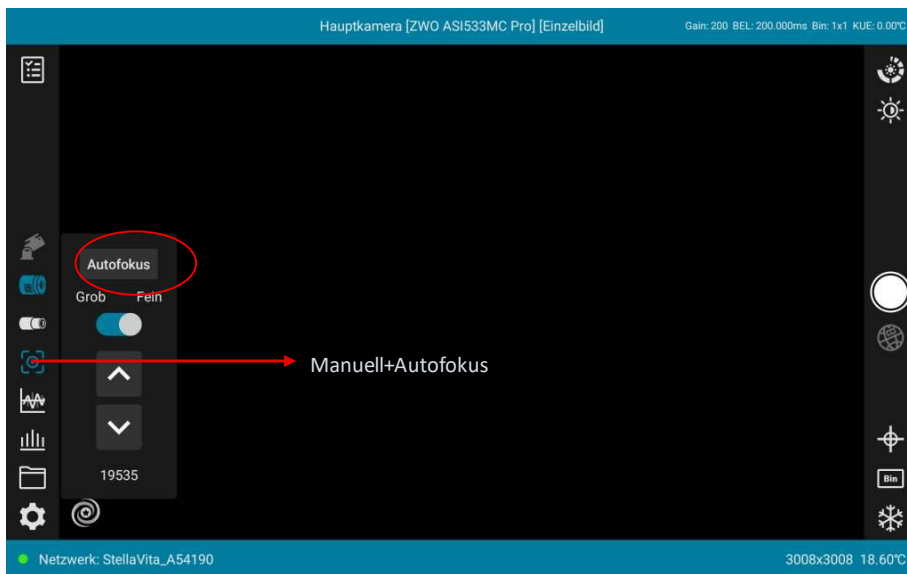 Hauptkamera [ZWO ASI533MC Pro] [Einzelbild]
Gain: 200 BEL: 200.000ms Bin: 1x1 KUE: 0.00°C
Autofokus
Grob Fein
Manuell+Autofokus
19535
Bin
Netzwerk: StellaVita_A54190
3008x3008 18.60°C